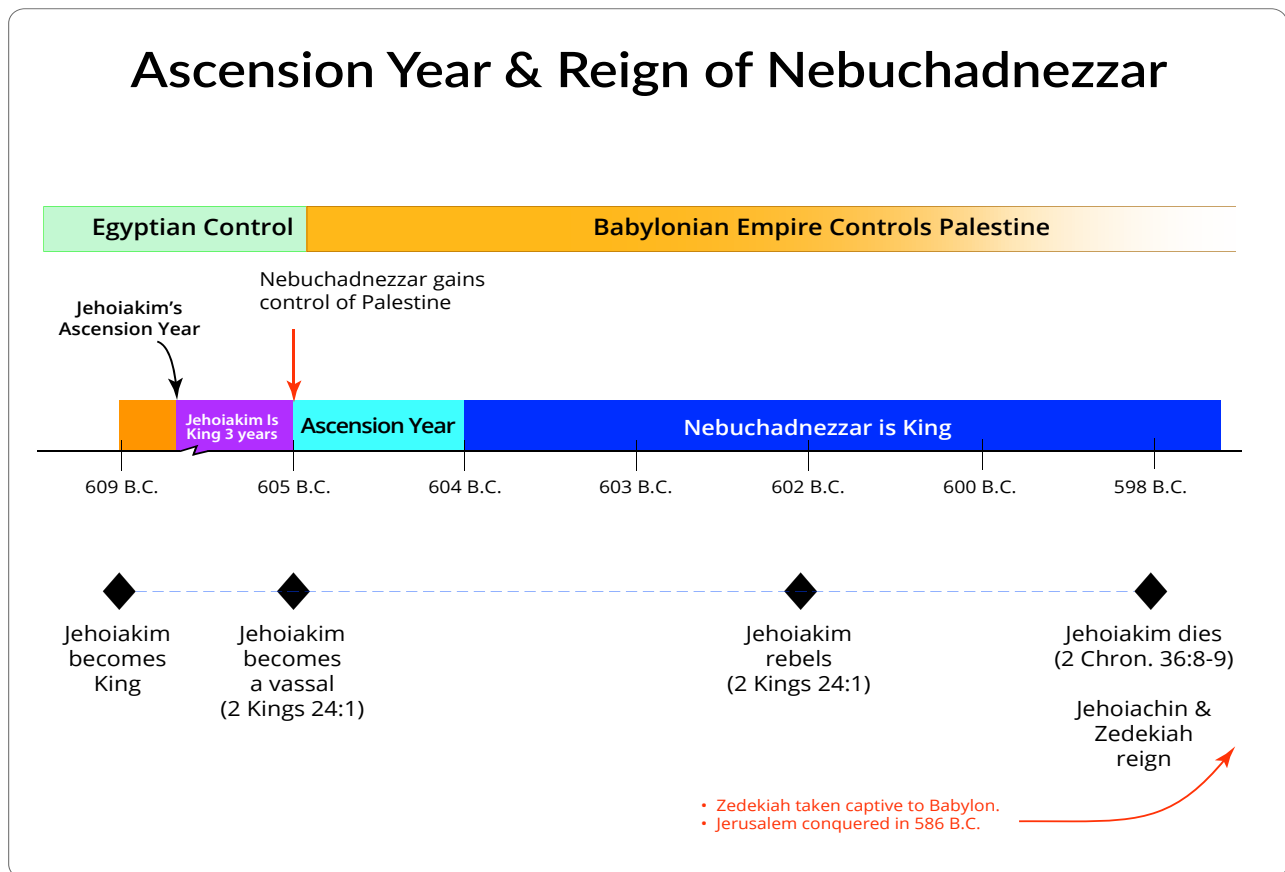 Ascension Year & Reign of Nebuchadnezzar
Egyptian Control
Babylonian Empire Controls Palestine
Nebuchadnezzar gains
control of Palestine
Jehoiakim's
Ascension Year
Jehoiakim Is
King 3 years
Ascension Year
Nebuchadnezzar is King
609 B.C.
605 B.C.
604 B.C.
603 B.C.
602 B.C.
600 B.C.
598 B.C.
Jehoiakim
becomes
King
Jehoiakim
becomes
a vassal
(2 Kings 24:1)
Jehoiakim
rebels
(2 Kings 24:1)
Jehoiakim dies
(2 Chron. 36:8-9)
Jehoiachin &
Zedekiah
reign
• Zedekiah taken captive to Babylon.
• Jerusalem conquered in 586 B.C.